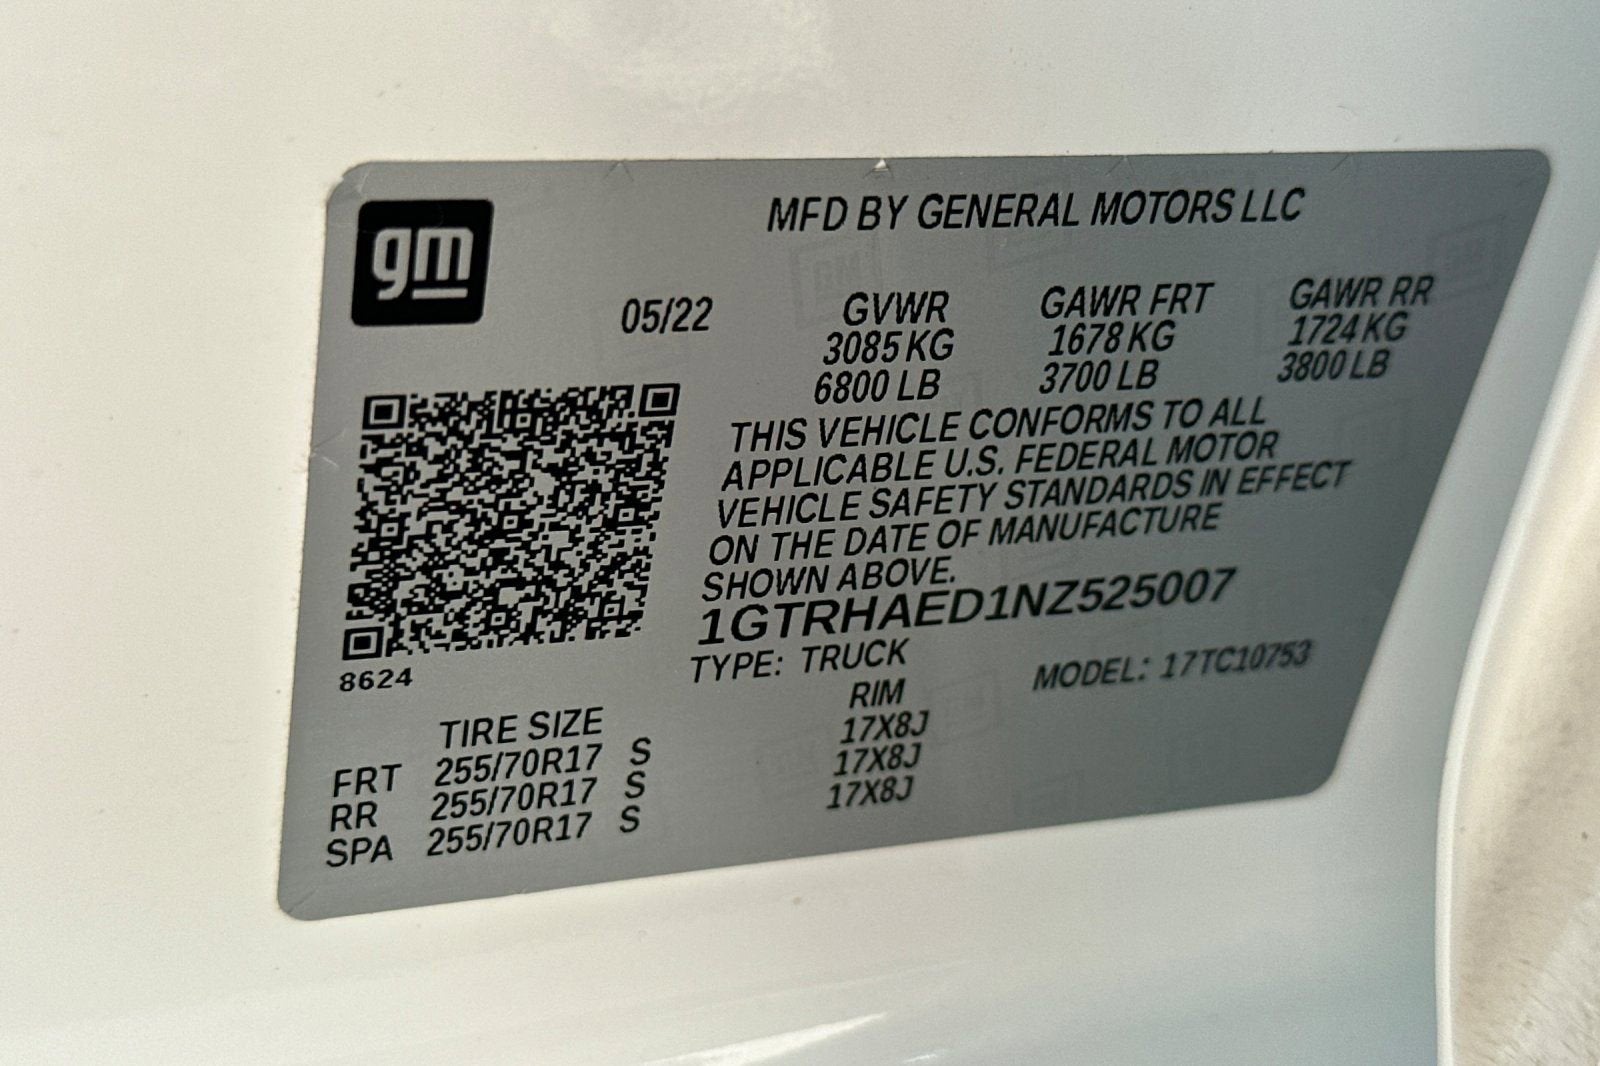 gm
MFD BY GENERAL MOTORS LLC
05/22 GVWR GAWR FRT GAWR RR
3085 KG 1678 KG 1724 KG
6800 LB 3700 LB 3800 LB
THIS VEHICLE CONFORMS TO ALL
APPLICABLE U.S. FEDERAL MOTOR
VEHICLE SAFETY STANDARDS IN EFFECT
ON THE DATE OF MANUFACTURE
SHOWN ABOVE.
1GTRHAED1NZ525007
TYPE: TRUCK MODEL: 17TC10753
8624
TIRE SIZE RIM
FRT 255/70R17 S 17X8J
RR 255/70R17 S 17X8J
SPA 255/70R17 S 17X8J